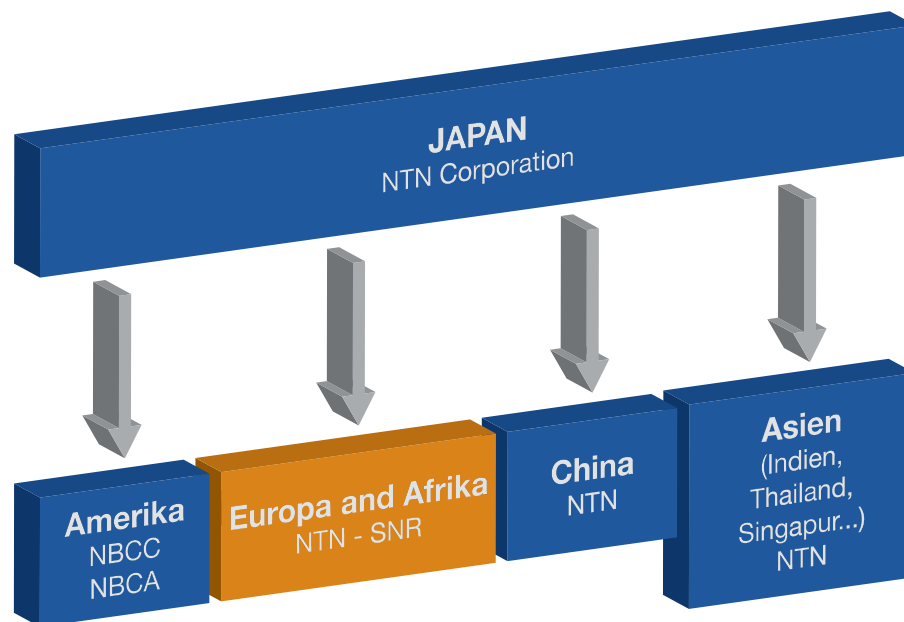 JAPAN
NTN Corporation
Amerika
NBCC
NBCA
Europa and Afrika
NTN - SNR
China
NTN
Asien
(Indien,
Thailand,
Singapur...)
NTN